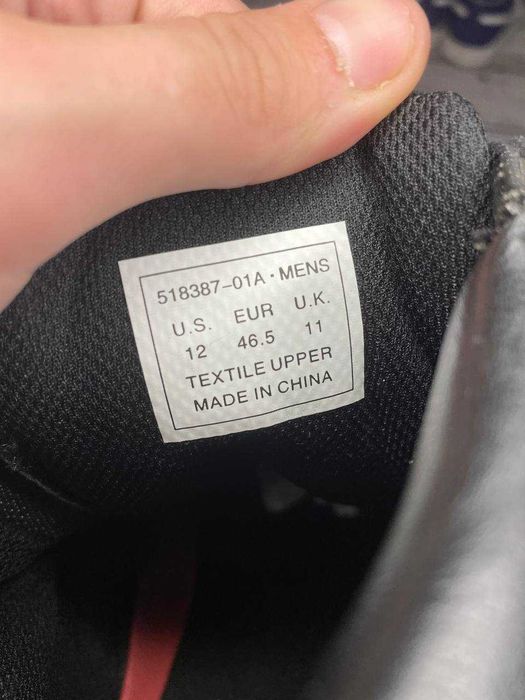 518387-01A · MENS
U.S. EUR U.K.
12 46.5 11
TEXTILE UPPER
MADE IN CHINA